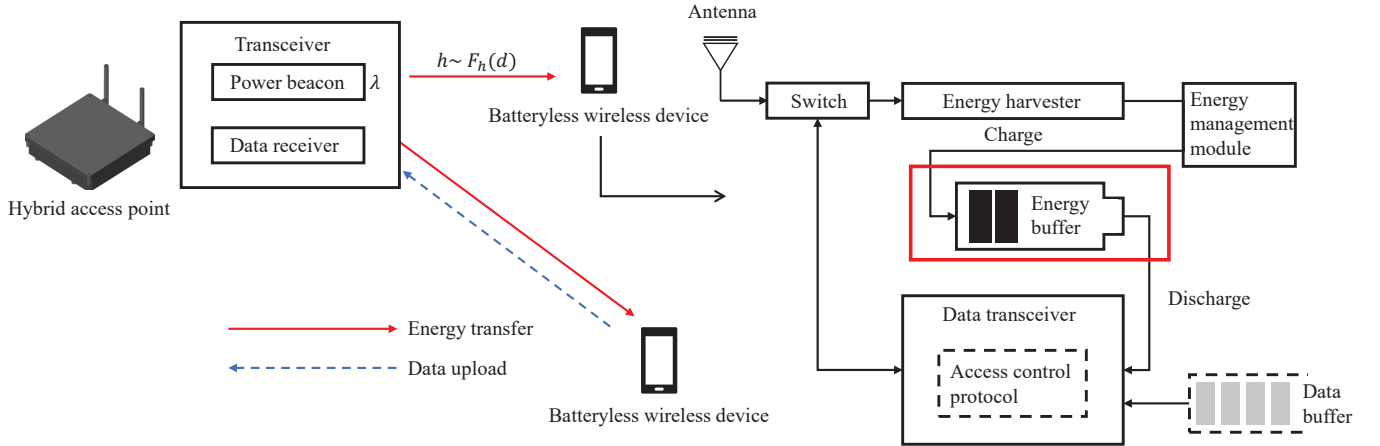 Transceiver
Power beacon
λ
Data receiver
Hybrid access point
h~ F_h(d)
Batteryless wireless device
Energy transfer
Data upload
Batteryless wireless device
Antenna
Switch
Energy harvester
Energy
management
module
Charge
Energy
buffer
Discharge
Data transceiver
Access control
protocol
Data
buffer